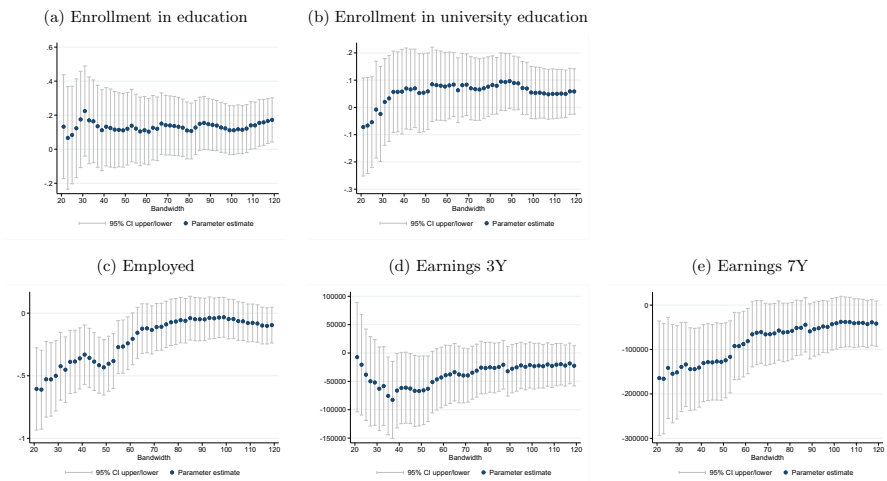 (a) Enrollment in education
(b) Enrollment in university education
.6
.4
.2
0
-.2
20 30 40 50 60 70 80 90 100 110 120
Bandwidth
95% CI upper/lower Parameter estimate
.2
.1
0
-.1
-.2
-.3
20 30 40 50 60 70 80 90 100 110 120
Bandwidth
95% CI upper/lower Parameter estimate
(c) Employed
(d) Earnings 3Y
(e) Earnings 7Y
0
-.5
-1
20 30 40 50 60 70 80 90 100 110 120
Bandwidth
95% CI upper/lower Parameter estimate
100000
50000
0
-50000
-100000
-150000
20 30 40 50 60 70 80 90 100 110 120
Bandwidth
95% CI upper/lower Parameter estimate
0
-100000
-200000
-300000
20 30 40 50 60 70 80 90 100 110 120
Bandwidth
95% CI upper/lower Parameter estimate